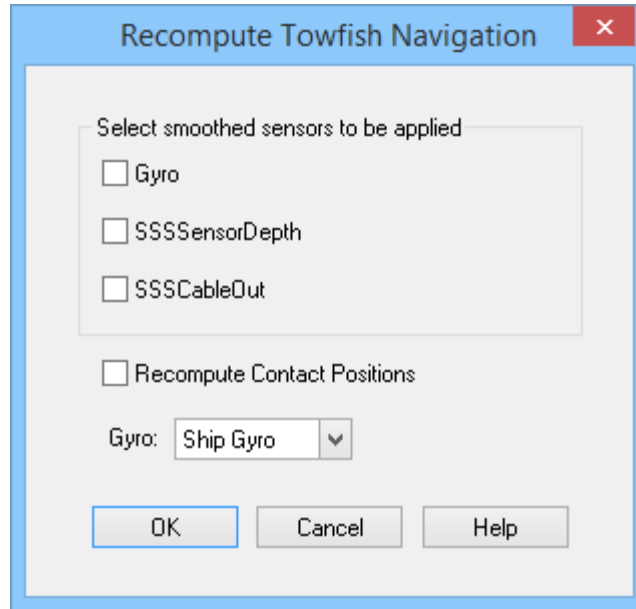 Recompute Towfish Navigation
Select smoothed sensors to be applied
Gyro
SSSSensorDepth
SSSCableOut
Recompute Contact Positions
Gyro: Ship Gyro
OK Cancel Help